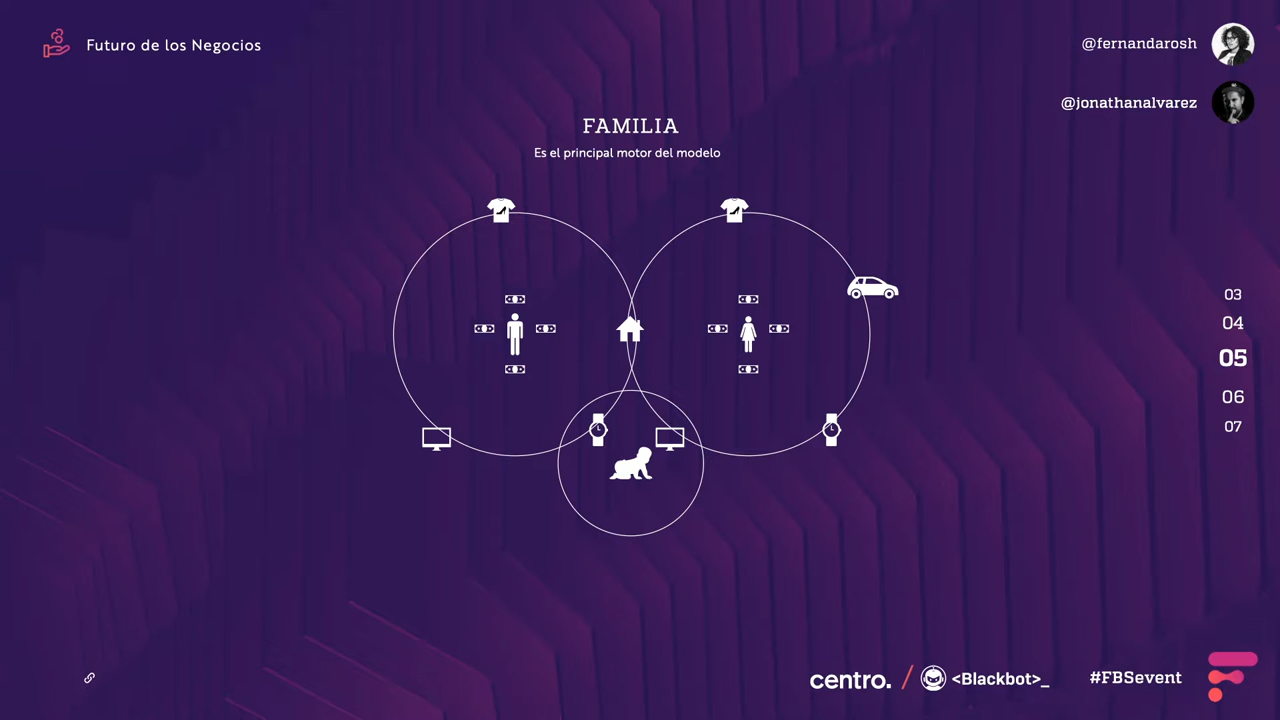 Futuro de los Negocios
@fernandarosh
@jonathanalvarez
FAMILIA
Es el principal motor del modelo
03
04
05
06
07
centro. / <Blackbot>_
#FBSevent